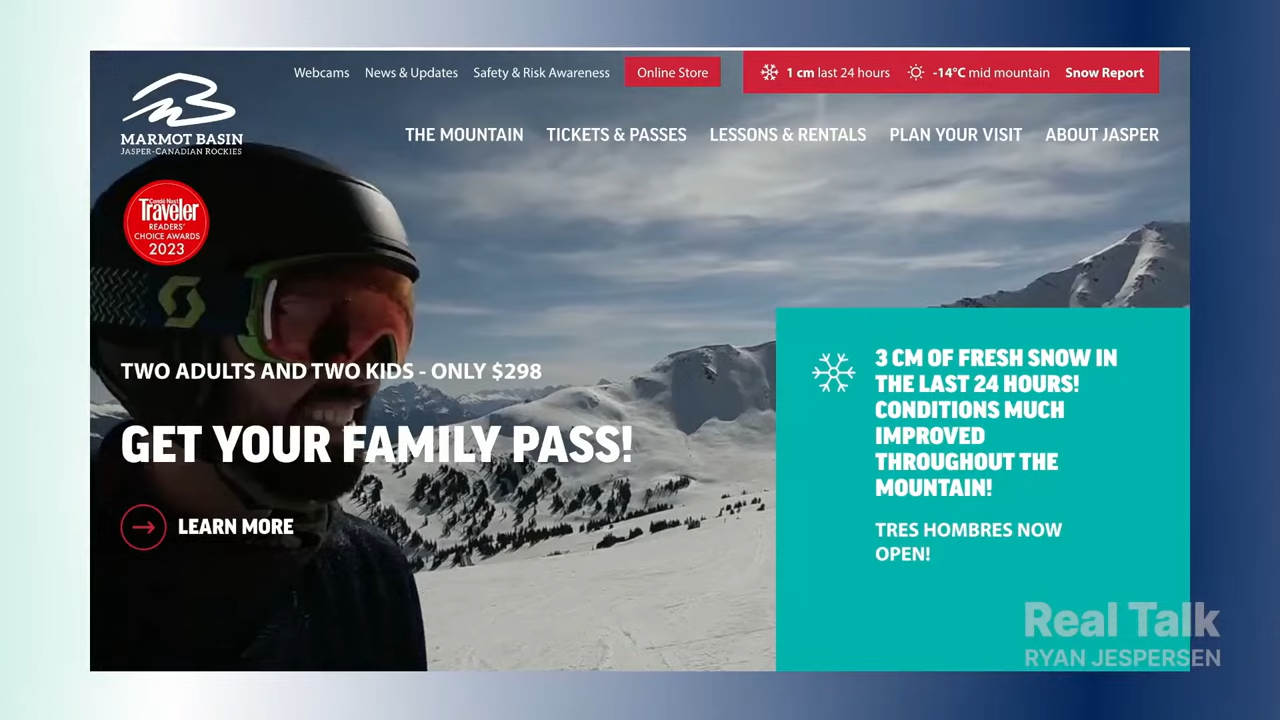 Webcams News & Updates Safety & Risk Awareness Online Store 1 cm last 24 hours -14°C mid mountain Snow Report
MARMOT BASIN
JASPER-CANADIAN ROCKIES
THE MOUNTAIN TICKETS & PASSES LESSONS & RENTALS PLAN YOUR VISIT ABOUT JASPER
Condé Nast
Traveler
READERS'
CHOICE AWARDS
2023
TWO ADULTS AND TWO KIDS - ONLY $298
GET YOUR FAMILY PASS!
LEARN MORE
3 CM OF FRESH SNOW IN
THE LAST 24 HOURS!
CONDITIONS MUCH
IMPROVED
THROUGHOUT THE
MOUNTAIN!
TRES HOMBRES NOW
OPEN!
Real Talk
RYAN JESPERSEN